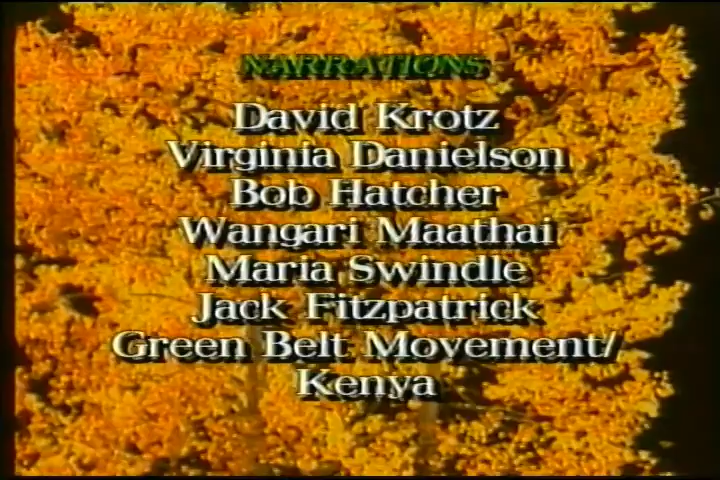 NARRATIONS
David Krotz
Virginia Danielson
Bob Hatcher
Wangari Maathai
Maria Swindle
Jack Fitzpatrick
Green Belt Movement/
Kenya